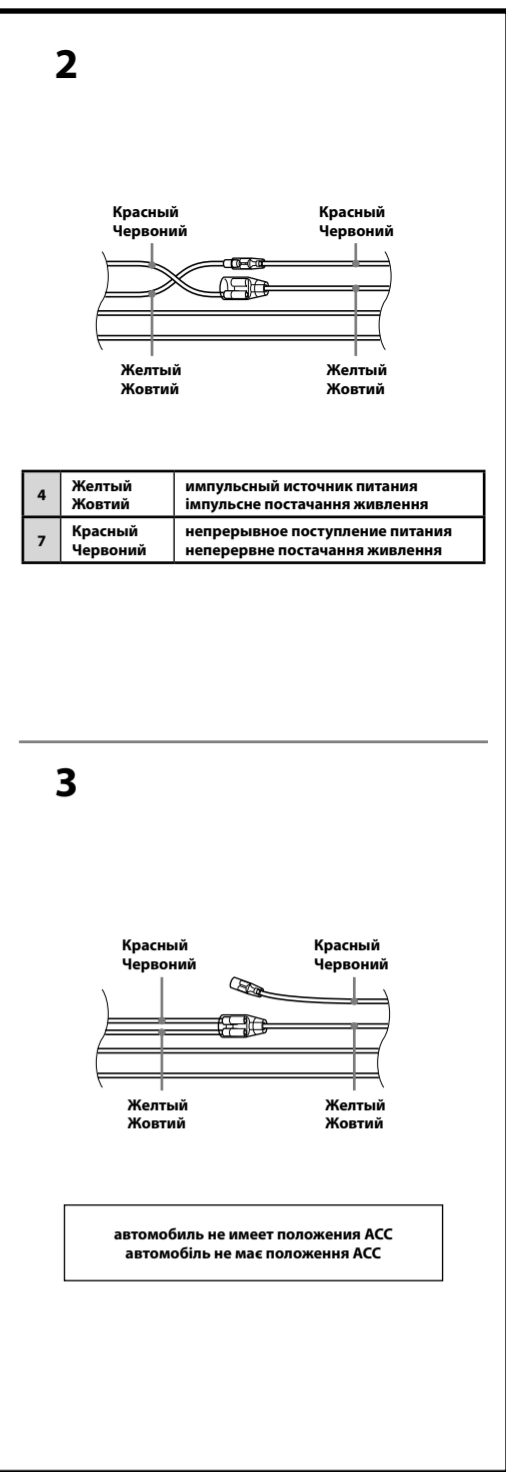 2
Красный
Червоний
Красный
Червоний
Желтый
Жовтий
Желтый
Жовтий
4 Желтый импульсный источник питания
Жовтий імпульсне постачання живлення
7 Красный непрерывное поступление питания
Червоний неперервне постачання живлення
3
Красный
Червоний
Красный
Червоний
Желтый
Жовтий
Желтый
Жовтий
автомобиль не имеет положения ACC
автомобіль не має положення ACC